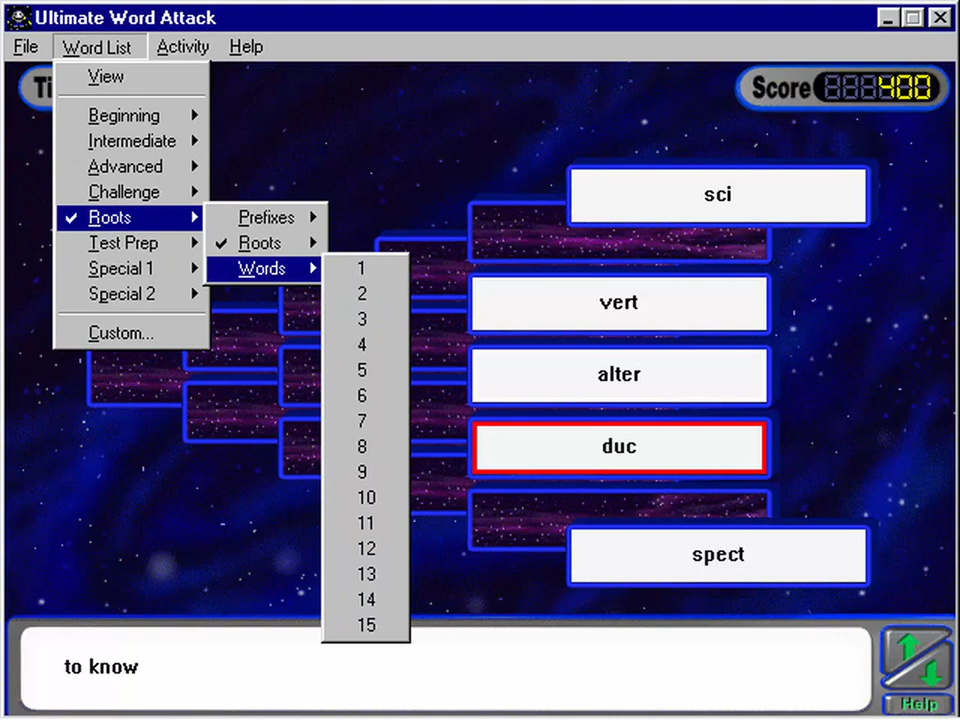 Ultimate Word Attack
File Word List Activity Help
Ti
Score 400
View
Beginning
Intermediate
Advanced
Challenge
Roots
Test Prep
Special 1
Special 2
Custom...
Prefixes
Roots
Words
1
2
3
4
5
6
7
8
9
10
11
12
13
14
15
sci
vert
alter
duc
spect
to know
Help